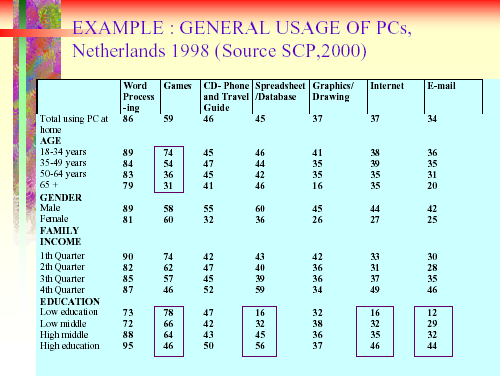 EXAMPLE : GENERAL USAGE OF PCs,
Netherlands 1998 (Source SCP,2000)
Word Games CD- Phone Spreadsheet Graphics/ Internet E-mail
Process and Travel /Database Drawing
-ing Guide
Total using PC at 86 59 46 45 37 37 34
home
AGE
18-34 years 89 74 45 46 41 38 36
35-49 years 84 54 47 44 35 39 35
50-64 years 83 36 45 42 35 35 31
65 + 79 31 41 46 16 35 20
GENDER
Male 89 58 55 60 45 44 42
Female 81 60 32 36 26 27 25
FAMILY
INCOME
1th Quarter 90 74 42 43 42 33 30
2th Quarter 82 62 47 40 36 31 28
3th Quarter 85 57 45 39 36 37 35
4th Quarter 87 46 52 59 34 49 46
EDUCATION
Low education 73 78 47 16 32 16 12
Low middle 72 66 42 32 38 32 29
High middle 88 64 43 45 36 35 32
High education 95 46 50 56 37 46 44